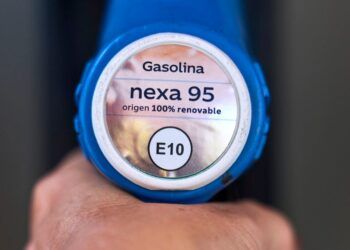 Gasolina
nexa 95
origen 100% renovable
E10